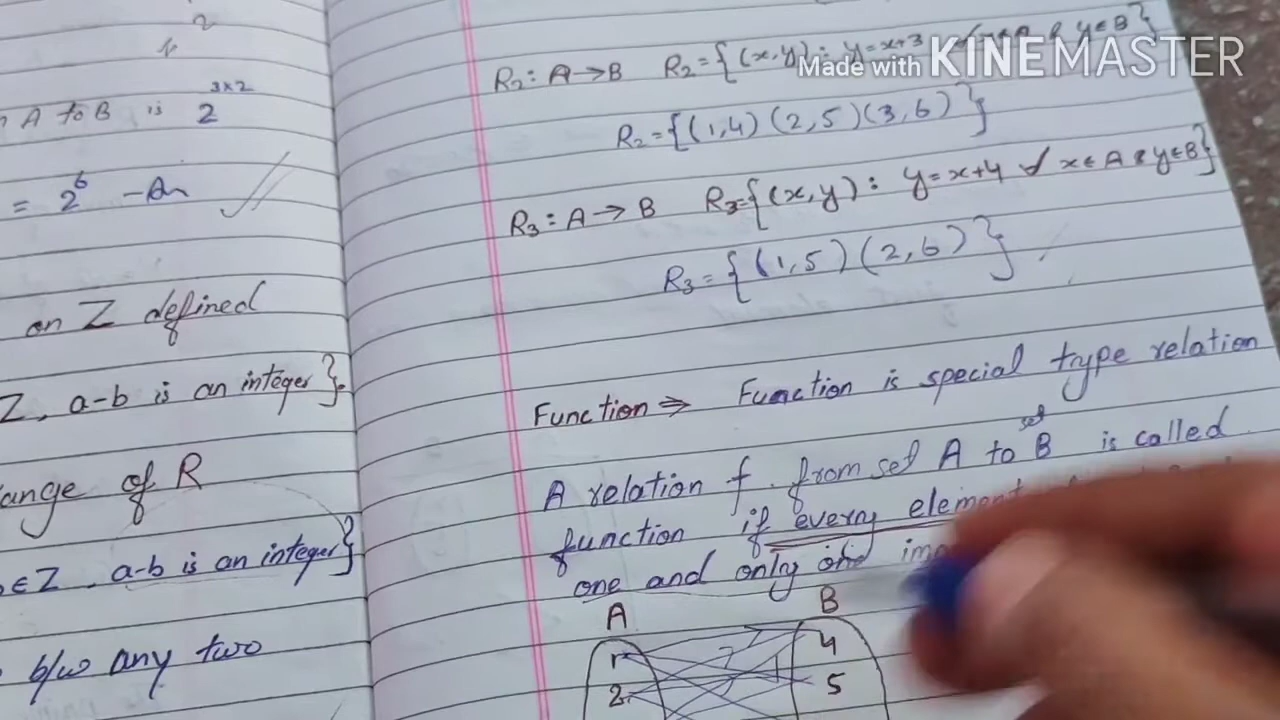 A to B is 2^{3×2}
= 2^6 - An
on Z defined
Z, a-b is an integer}.
ange of R
∈ Z, a-b is an integer}
b/w any two
R₂ : A → B R₂ = {(x,y) : y = x+3 & y ∈ B}
R₂ = {(1,4) (2,5) (3,6)}
R₃ : A → B R₃ = {(x,y) : y = x+4 ∀ x ∈ A & y ∈ B}
R₃ = {(1,5) (2,6)}
Function ⇒ Function is special type relation
A relation f. from set A to set B is called
function if every element
one and only one
A B
1 4
2 5
Made with KINEMASTER